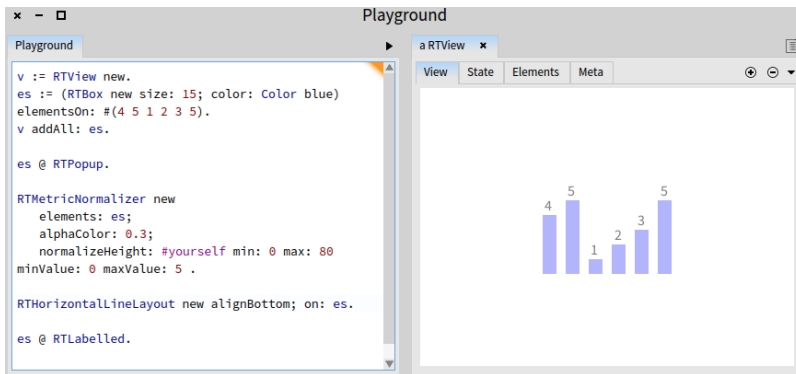 Playground
Playground
v := RTView new.
es := (RTBox new size: 15; color: Color blue)
elementsOn: #(4 5 1 2 3 5).
v addAll: es.
es @ RTPopup.
RTMetricNormalizer new
elements: es;
alphaColor: 0.3;
normalizeHeight: #yourself min: 0 max: 80
minValue: 0 maxValue: 5 .
RTHorizontalLineLayout new alignBottom; on: es.
es @ RTLabelled.
a RTView
View State Elements Meta
4 5 1 2 3 5